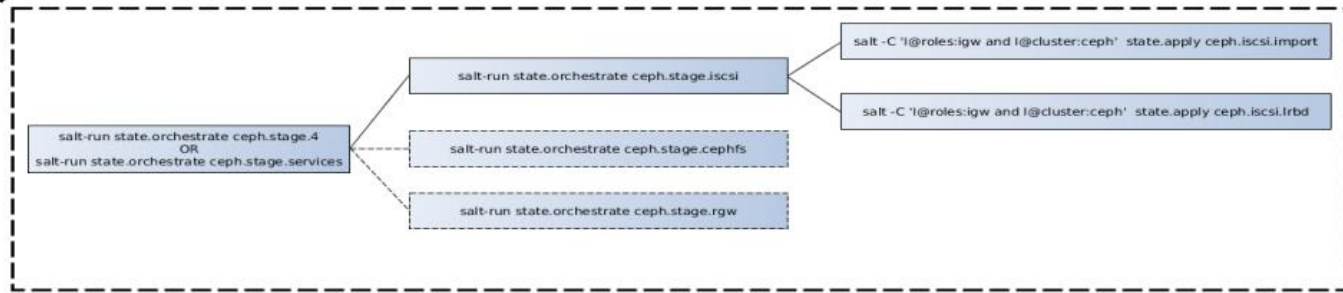 salt-run state.orchestrate ceph.stage.4
OR
salt-run state.orchestrate ceph.stage.services
salt-run state.orchestrate ceph.stage.iscsi
salt-run state.orchestrate ceph.stage.cephfs
salt-run state.orchestrate ceph.stage.rgw
salt -C 'I@roles:igw and I@cluster:ceph' state.apply ceph.iscsi.import
salt -C 'I@roles:igw and I@cluster:ceph' state.apply ceph.iscsi.lrbd